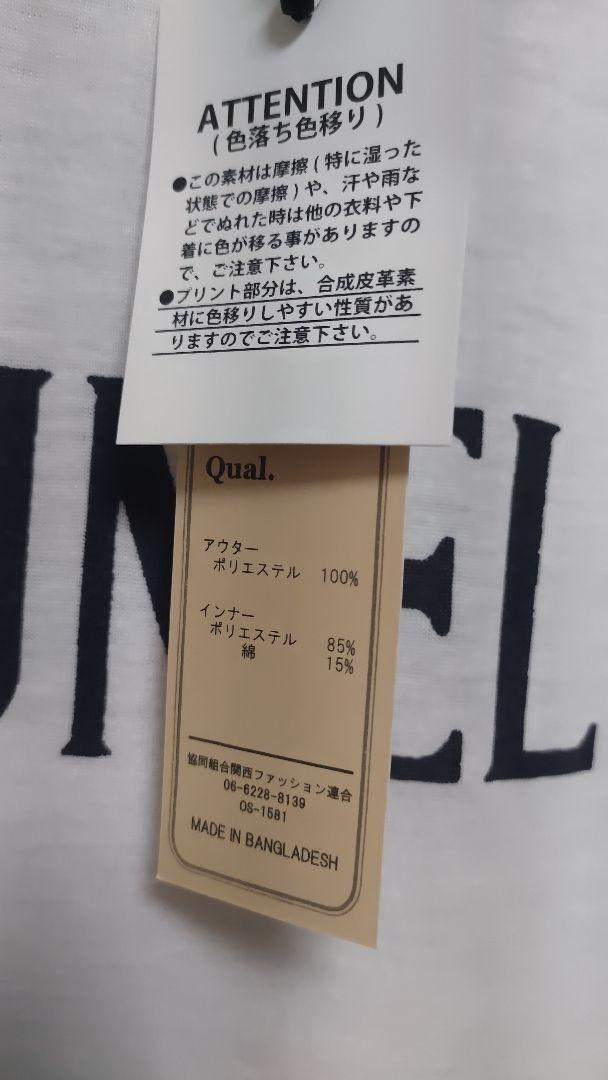 ATTENTION
(色落ち色移り)
●この素材は摩擦(特に湿った
状態での摩擦)や、汗や雨な
どでぬれた時は他の衣料や下
着に色が移る事がありますの
で、ご注意下さい。
●プリント部分は、合成皮革素
材に色移りしやすい性質があ
りますのでご注意下さい。
Qual.
アウター
ポリエステル 100%
インナー
ポリエステル 85%
綿 15%
協同組合関西ファッション連合
06-6228-8139
OS-1581
MADE IN BANGLADESH